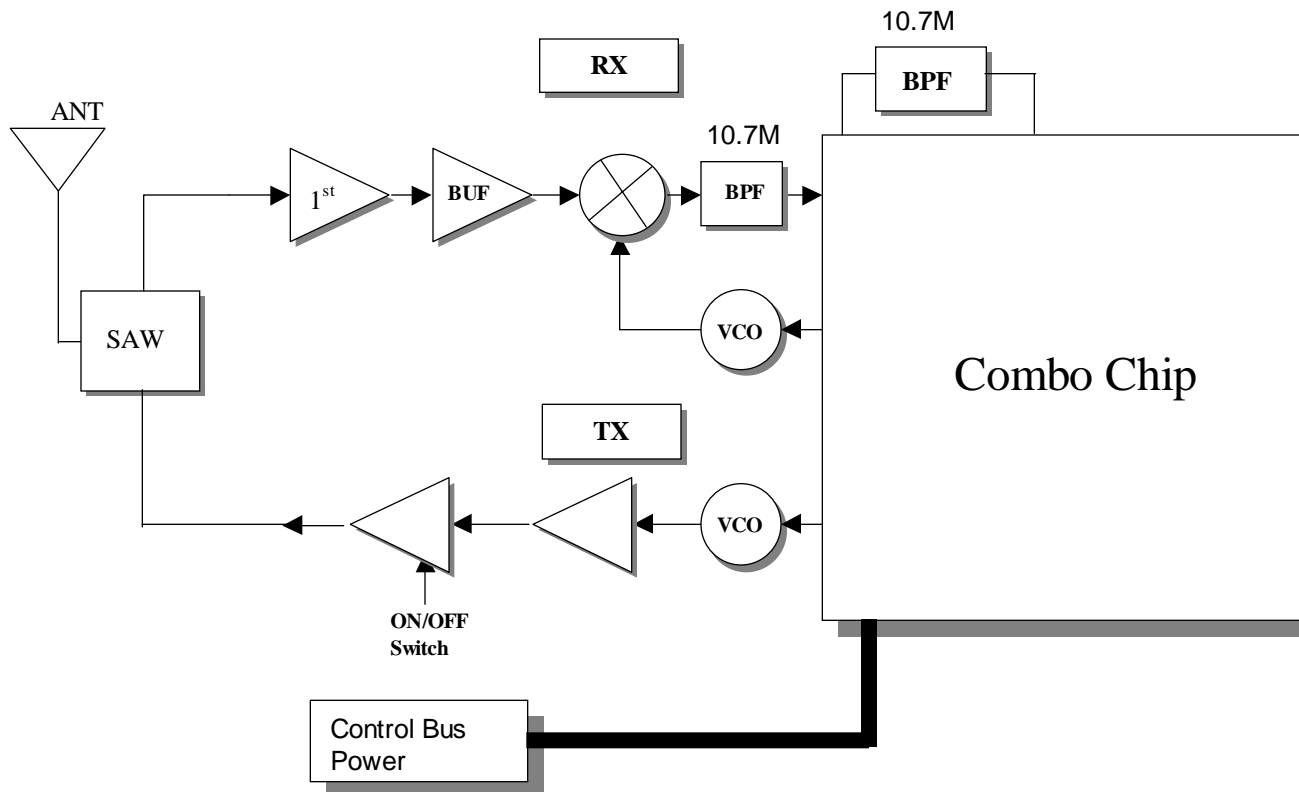 10.7M
RX
BPF
ANT
10.7M
1st
BUF
BPF
SAW
VCO
Combo Chip
TX
VCO
ON/OFF
Switch
Control Bus
Power